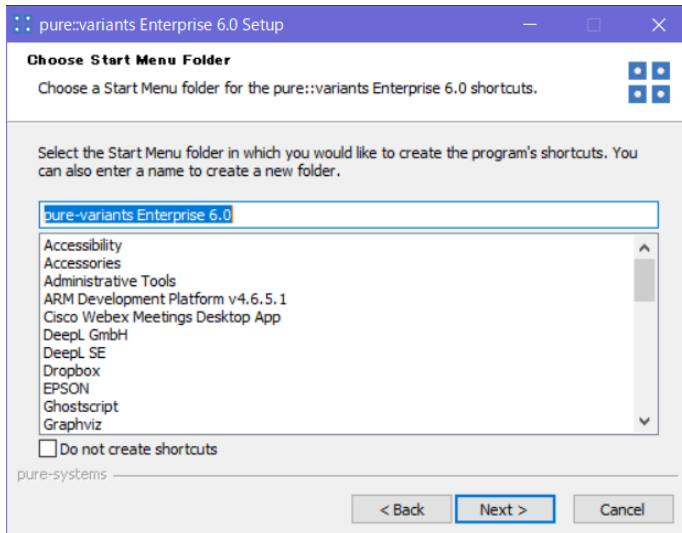 pure::variants Enterprise 6.0 Setup
Choose Start Menu Folder
Choose a Start Menu folder for the pure::variants Enterprise 6.0 shortcuts.
Select the Start Menu folder in which you would like to create the program's shortcuts. You
can also enter a name to create a new folder.
pure-variants Enterprise 6.0
Accessibility
Accessories
Administrative Tools
ARM Development Platform v4.6.5.1
Cisco Webex Meetings Desktop App
DeepL GmbH
DeepL SE
Dropbox
EPSON
Ghostscript
Graphviz
Do not create shortcuts
pure-systems
< Back Next > Cancel